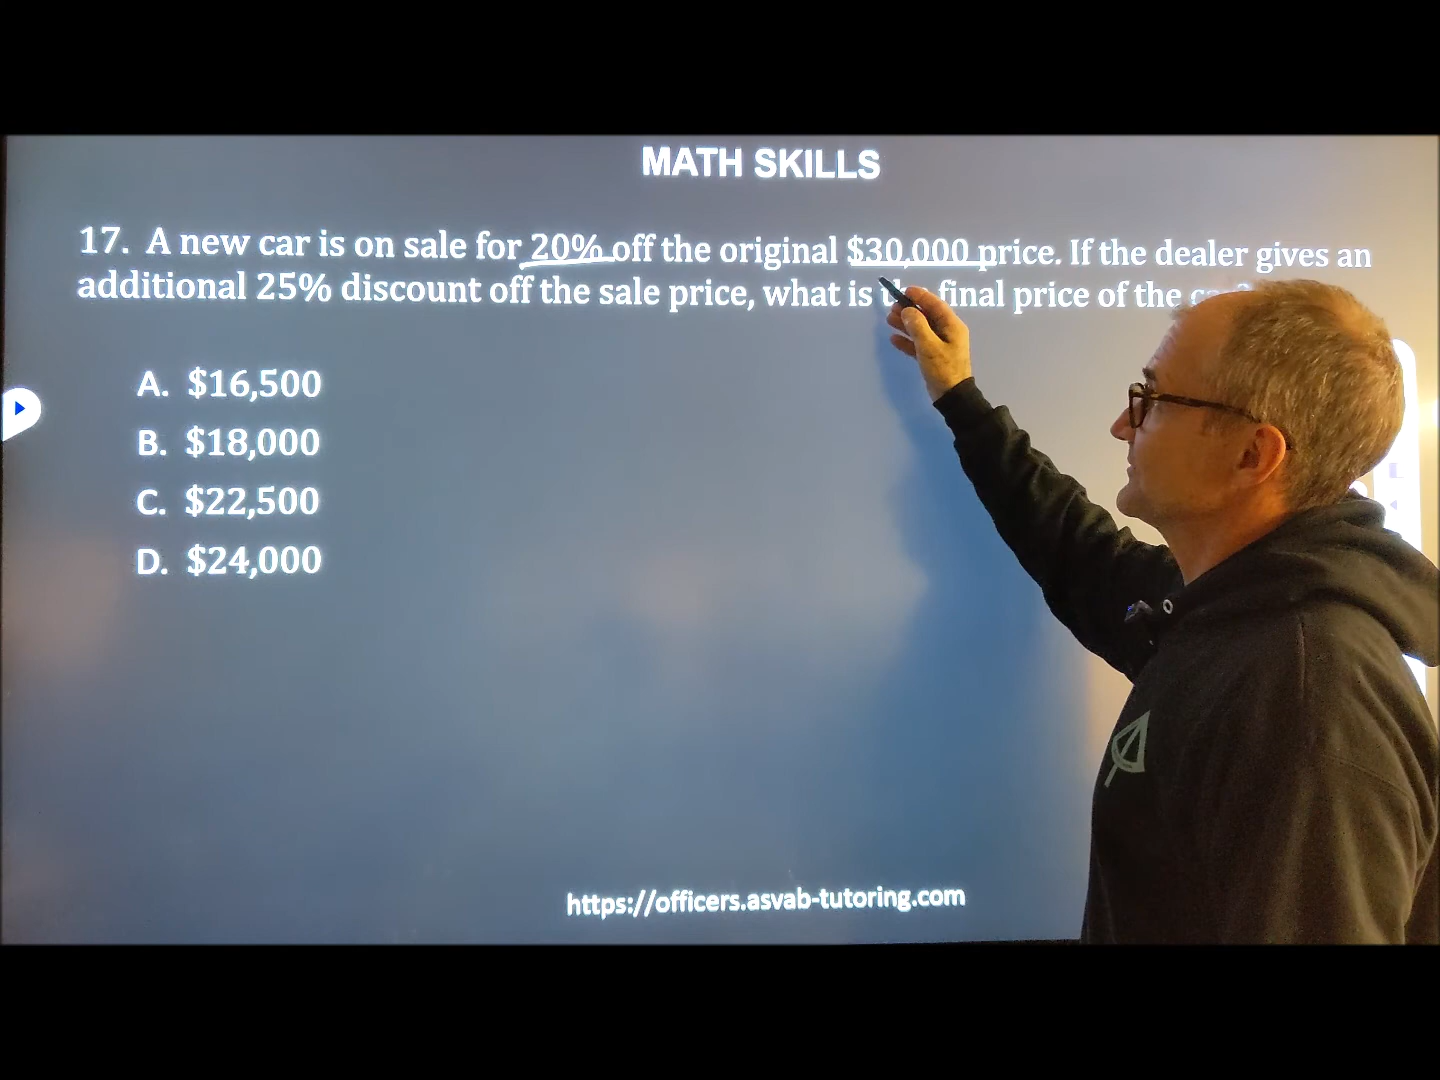 MATH SKILLS
17. A new car is on sale for 20% off the original $30,000 price. If the dealer gives an
additional 25% discount off the sale price, what is the final price of the
A. $16,500
B. $18,000
C. $22,500
D. $24,000
https://officers.asvab-tutoring.com